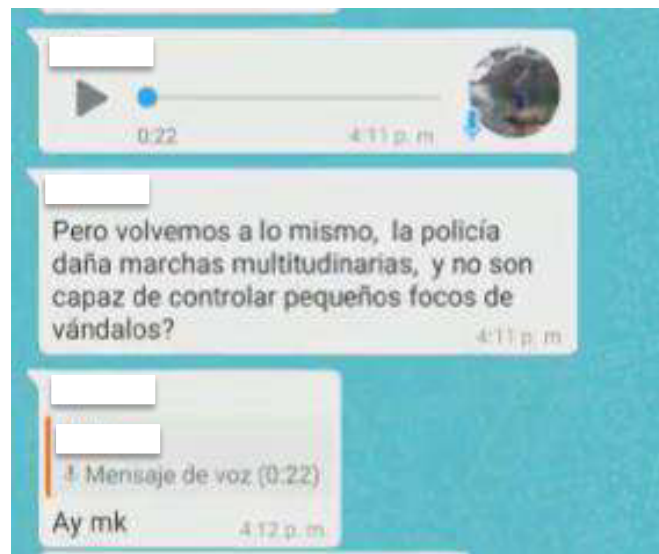 0:22 4:11 p. m
Pero volvemos a lo mismo, la policía
daña marchas multitudinarias, y no son
capaz de controlar pequeños focos de
vándalos?
4:11 p. m
Mensaje de voz (0:22)
Ay mk 4:12 p. m